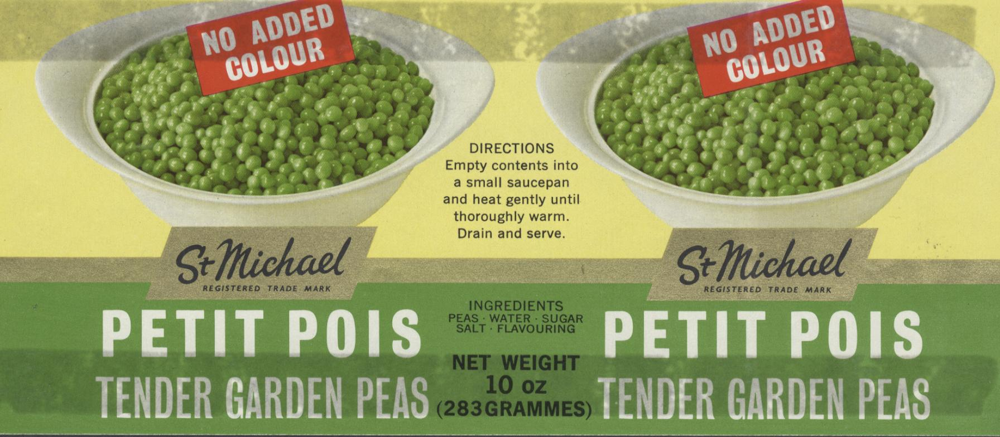 NO ADDED
COLOUR
St Michael
REGISTERED TRADE MARK
PETIT POIS
TENDER GARDEN PEAS
DIRECTIONS
Empty contents into
a small saucepan
and heat gently until
thoroughly warm.
Drain and serve.
INGREDIENTS
PEAS · WATER · SUGAR
SALT · FLAVOURING
NET WEIGHT
10 oz
(283 GRAMMES)
NO ADDED
COLOUR
St Michael
REGISTERED TRADE MARK
PETIT POIS
TENDER GARDEN PEAS